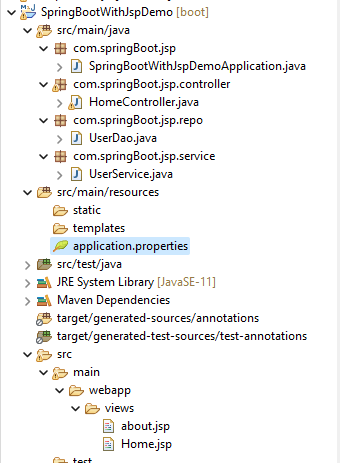 SpringBootWithJspDemo [boot]
src/main/java
com.springBoot.jsp
SpringBootWithJspDemoApplication.java
com.springBoot.jsp.controller
HomeController.java
com.springBoot.jsp.repo
UserDao.java
com.springBoot.jsp.service
UserService.java
src/main/resources
static
templates
application.properties
src/test/java
JRE System Library [JavaSE-11]
Maven Dependencies
target/generated-sources/annotations
target/generated-test-sources/test-annotations
src
main
webapp
views
about.jsp
Home.jsp
test